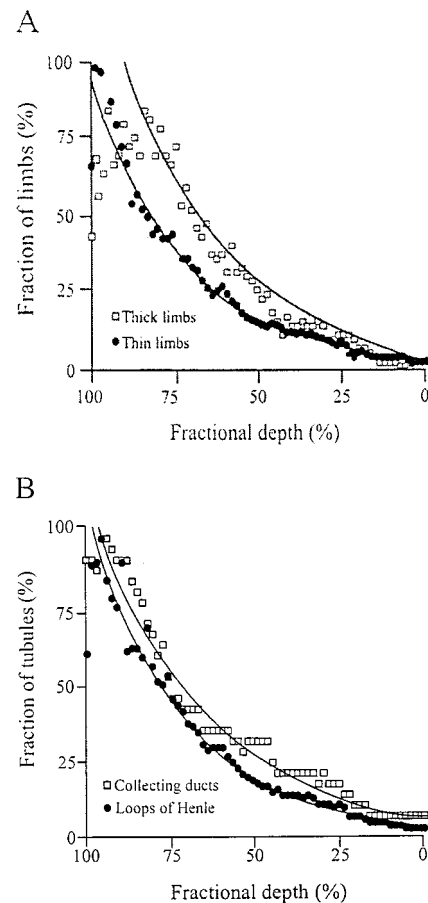 A
Fraction of limbs (%)
100
75
50
25
0
□ Thick limbs
● Thin limbs
100
75
50
25
0
Fractional depth (%)
B
Fraction of tubules (%)
100
75
50
25
0
□ Collecting ducts
● Loops of Henle
100
75
50
25
0
Fractional depth (%)